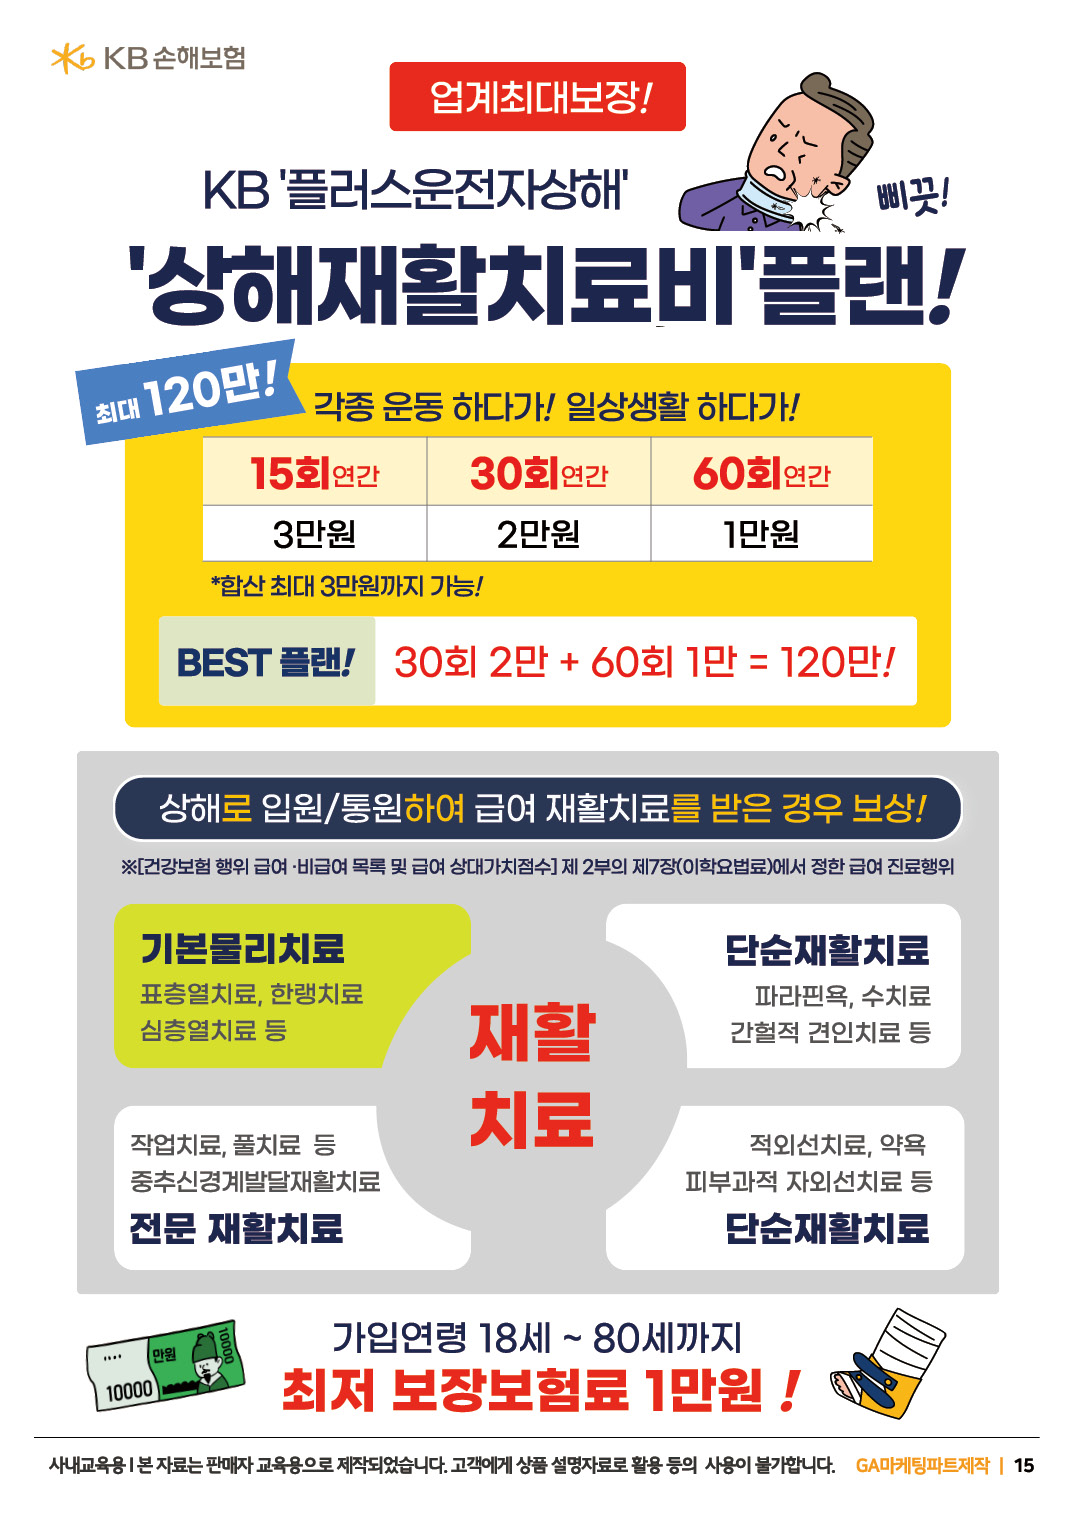 KB 손해보험
업계최대보장!
KB '플러스운전자상해'
삐끗!
'상해재활치료비'플랜!
최대 120만!
각종 운동 하다가! 일상생활 하다가!
15회연간 30회연간 60회연간
3만원 2만원 1만원
*합산 최대 3만원까지 가능!
BEST 플랜! 30회 2만 + 60회 1만 = 120만!
상해로 입원/통원하여 급여 재활치료를 받은 경우 보상!
※[건강보험 행위 급여 ·비급여 목록 및 급여 상대가치점수] 제 2부의 제7장(이학요법료)에서 정한 급여 진료행위
기본물리치료
표층열치료, 한랭치료
심층열치료 등
단순재활치료
파라핀욕, 수치료
간헐적 견인치료 등
재활
치료
작업치료, 풀치료 등
중추신경계발달재활치료
전문 재활치료
적외선치료, 약욕
피부과적 자외선치료 등
단순재활치료
가입연령 18세 ~ 80세까지
최저 보장보험료 1만원 !
만원
10000
10000
사내교육용 I 본 자료는 판매자 교육용으로 제작되었습니다. 고객에게 상품 설명자료로 활용 등의 사용이 불가합니다. GA마케팅파트제작 | 15